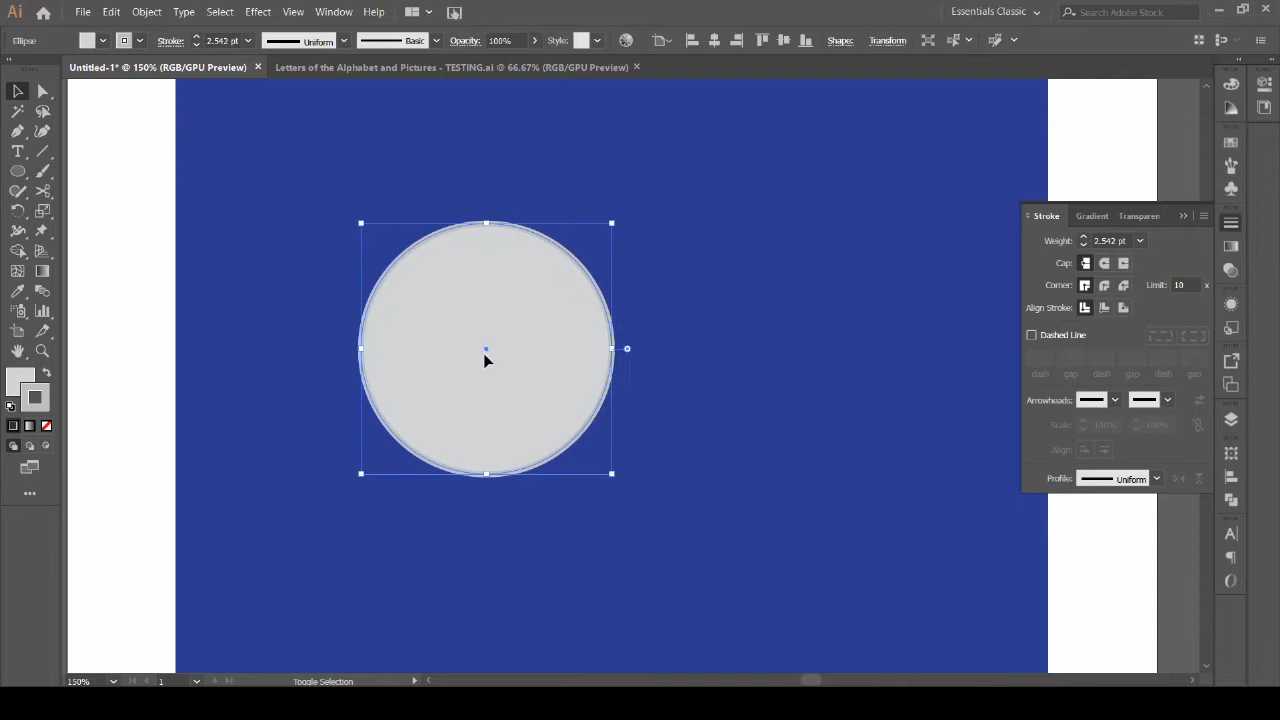 Ai File Edit Object Type Select Effect View Window Help Essentials Classic Search Adobe Stock
Ellipse Stroke: 2.542 pt Uniform Basic Opacity: 100% Style: Shape: Transform
Untitled-1* @ 150% (RGB/GPU Preview) × Letters of the Alphabet and Pictures - TESTING.ai @ 66.67% (RGB/GPU Preview) ×
Stroke Gradient Transparen
Weight: 2.542 pt
Cap:
Corner: Limit: 10 x
Align Stroke:
Dashed Line
dash gap dash gap dash gap
Arrowheads:
Scale: 100% 100%
Align:
Profile: Uniform
150% 1 Toggle Selection